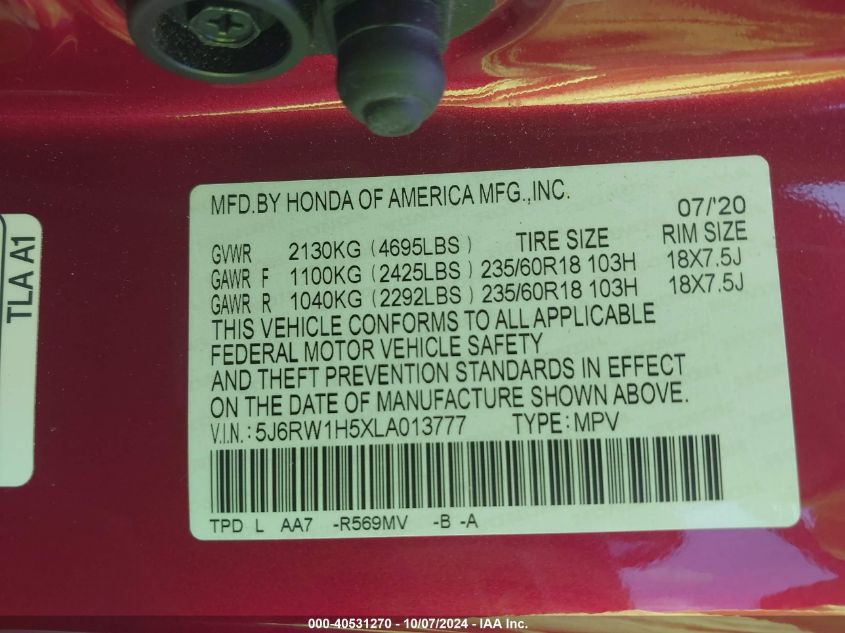 MFD.BY HONDA OF AMERICA MFG.,INC.
07/'20
GVWR 2130KG (4695LBS) TIRE SIZE RIM SIZE
GAWR F 1100KG (2425LBS) 235/60R18 103H 18X7.5J
GAWR R 1040KG (2292LBS) 235/60R18 103H 18X7.5J
THIS VEHICLE CONFORMS TO ALL APPLICABLE
FEDERAL MOTOR VEHICLE SAFETY
AND THEFT PREVENTION STANDARDS IN EFFECT
ON THE DATE OF MANUFACTURE SHOWN ABOVE.
V.I.N.: 5J6RW1H5XLA013777 TYPE: MPV
TPD L AA7 -R569MV -B -A
TLA A1
000-40531270 - 10/07/2024 - IAA Inc.